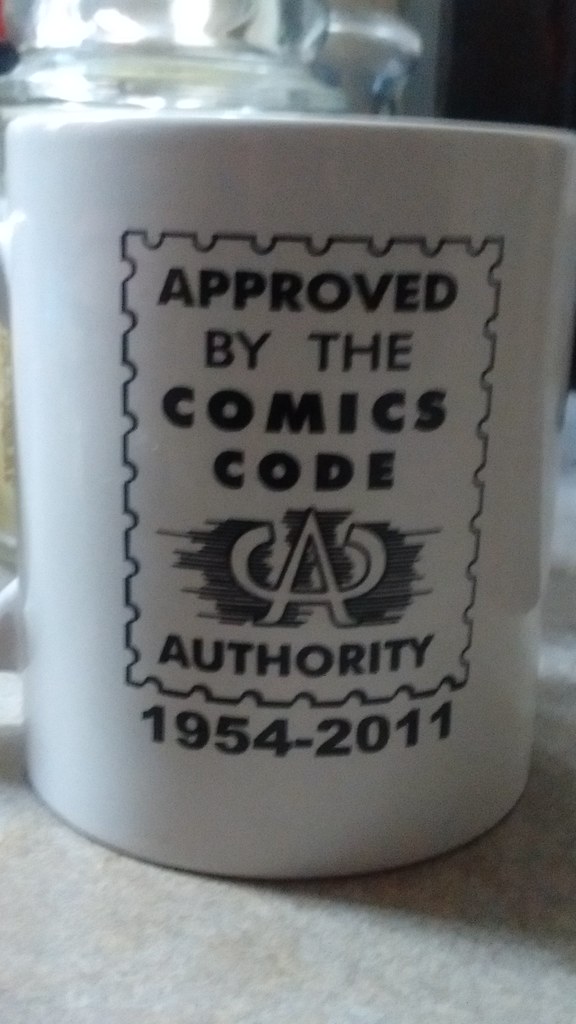 APPROVED
BY THE
COMICS
CODE
CA
AUTHORITY
1954-2011